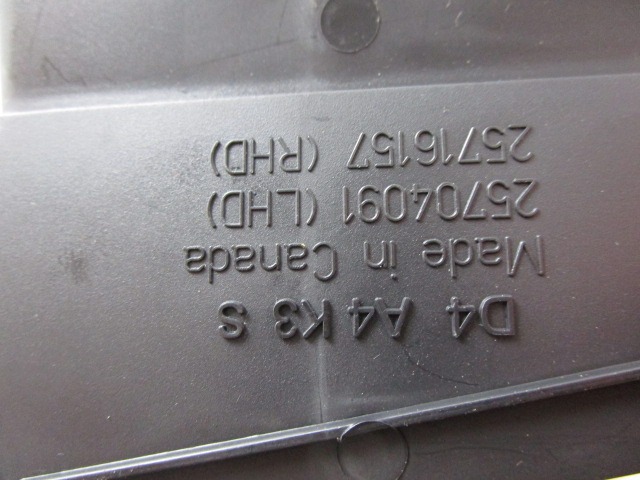 D4 A4 K3 S
Made in Canada
25704091 (LHD)
25716157 (RHD)